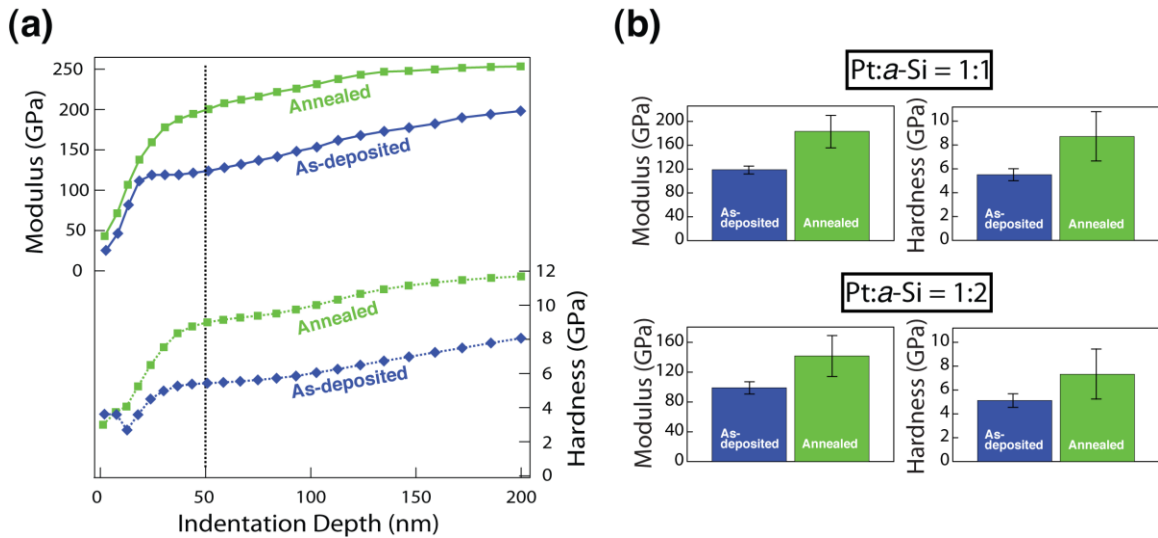 (a)
250
200
150
100
50
0
Modulus (GPa)
Annealed
As-deposited
12
10
8
6
4
2
0
Hardness (GPa)
Annealed
As-deposited
0
50
100
150
200
Indentation Depth (nm)
(b)
Pt:a-Si = 1:1
200
160
120
80
40
0
Modulus (GPa)
As-
deposited
Annealed
10
8
6
4
2
0
Hardness (GPa)
As-
deposited
Annealed
Pt:a-Si = 1:2
160
120
80
40
0
Modulus (GPa)
As-
deposited
Annealed
10
8
6
4
2
0
Hardness (GPa)
As-
deposited
Annealed